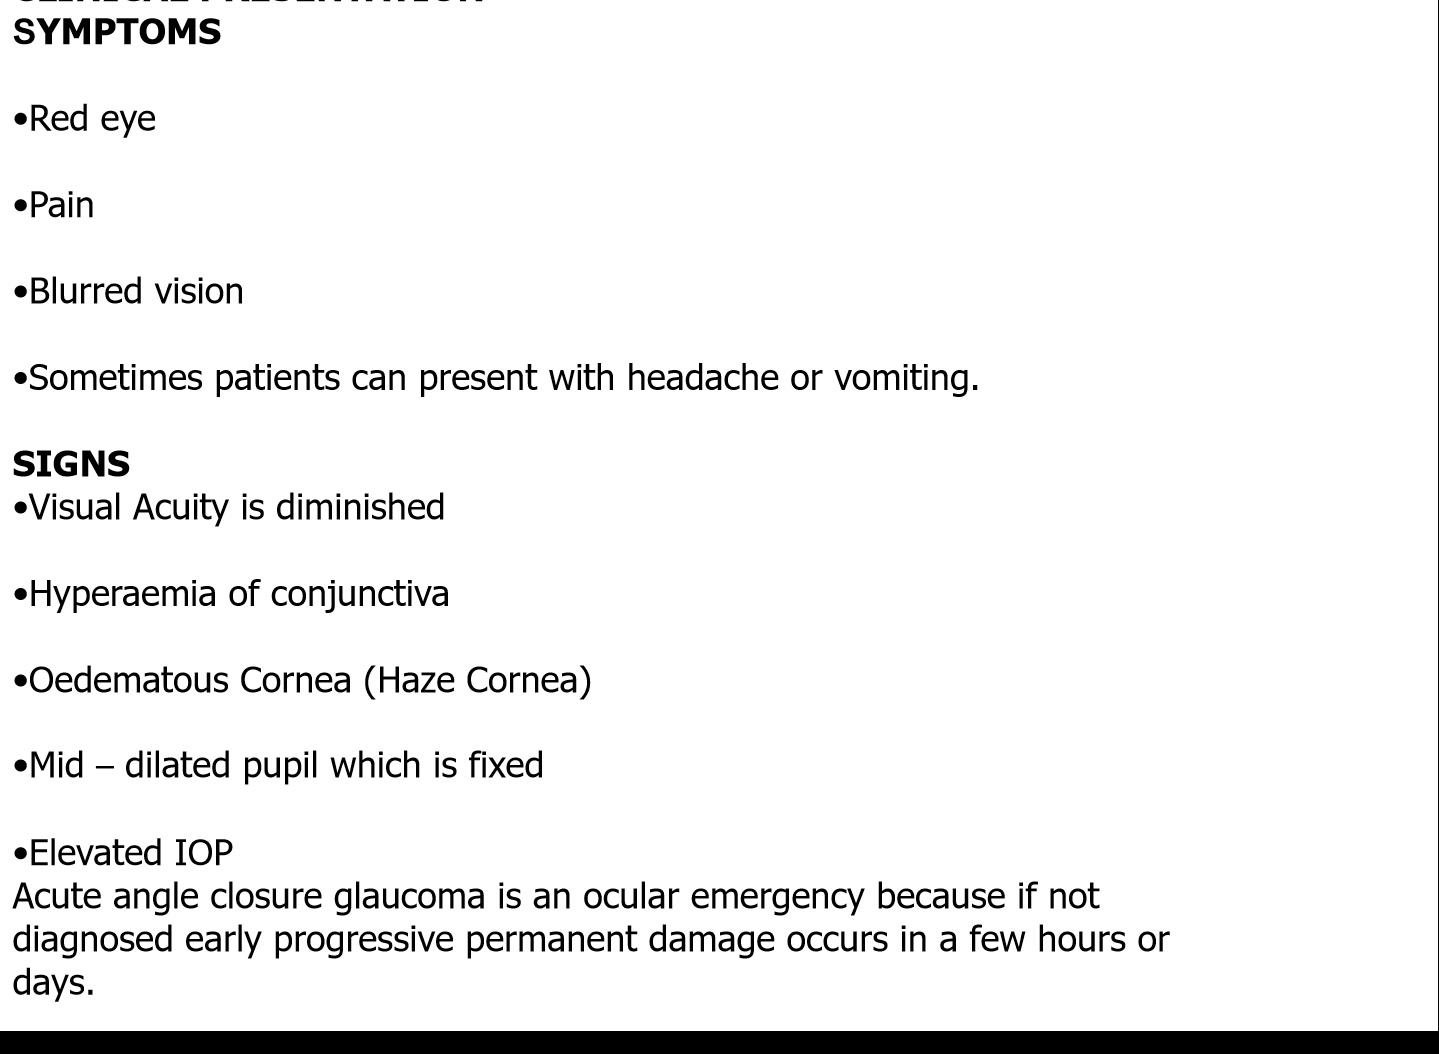 SYMPTOMS
•Red eye
•Pain
•Blurred vision
•Sometimes patients can present with headache or vomiting.
SIGNS
•Visual Acuity is diminished
•Hyperaemia of conjunctiva
•Oedematous Cornea (Haze Cornea)
•Mid – dilated pupil which is fixed
•Elevated IOP
Acute angle closure glaucoma is an ocular emergency because if not
diagnosed early progressive permanent damage occurs in a few hours or
days.